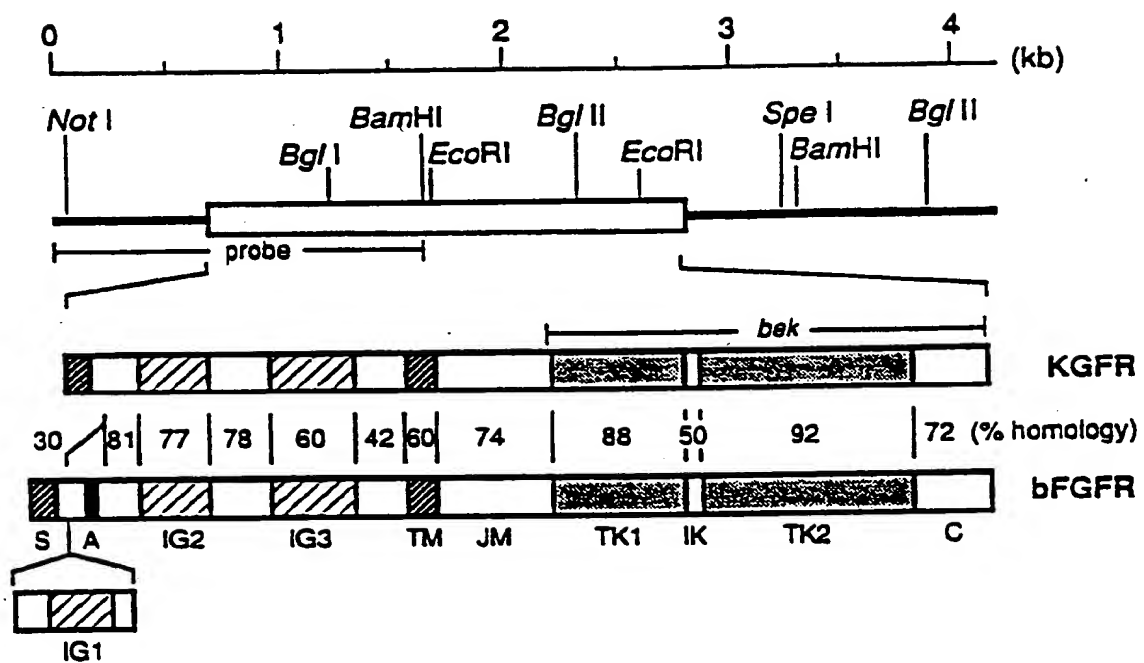 0 1 2 3 4 (kb)
Not I BamHI Bgl II Spe I Bgl II
Bgl I EcoRI EcoRI BamHI
probe
bek
KGFR
30 81 77 78 60 42 60 74 88 50 92 72 (% homology)
bFGFR
S A IG2 IG3 TM JM TK1 IK TK2 C
IG1